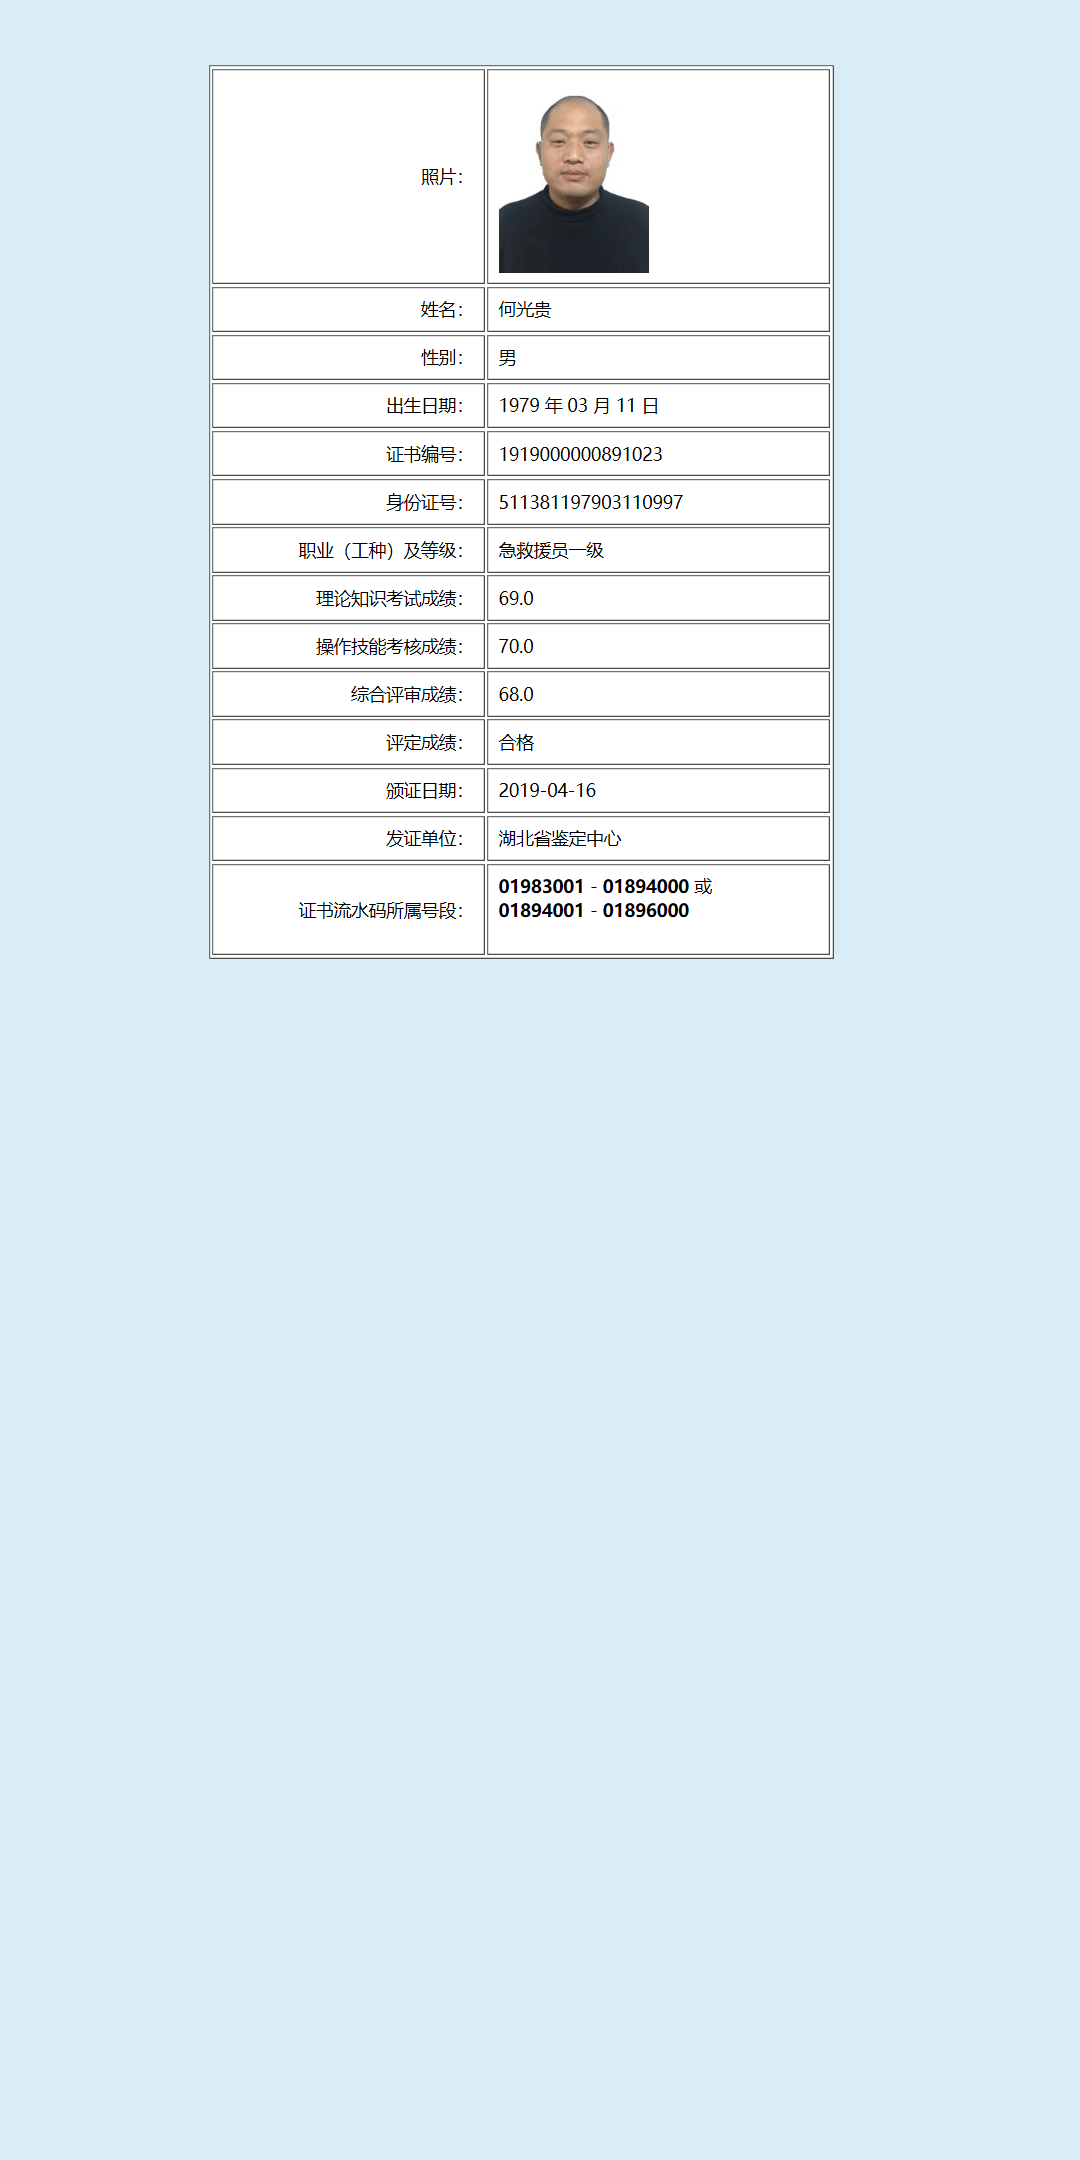 照片：
姓名： 何光贵
性别： 男
出生日期： 1979 年 03 月 11 日
证书编号： 1919000000891023
身份证号： 511381197903110997
职业（工种）及等级： 急救援员一级
理论知识考试成绩： 69.0
操作技能考核成绩： 70.0
综合评审成绩： 68.0
评定成绩： 合格
颁证日期： 2019-04-16
发证单位： 湖北省鉴定中心
证书流水码所属号段： 01983001 - 01894000 或
01894001 - 01896000